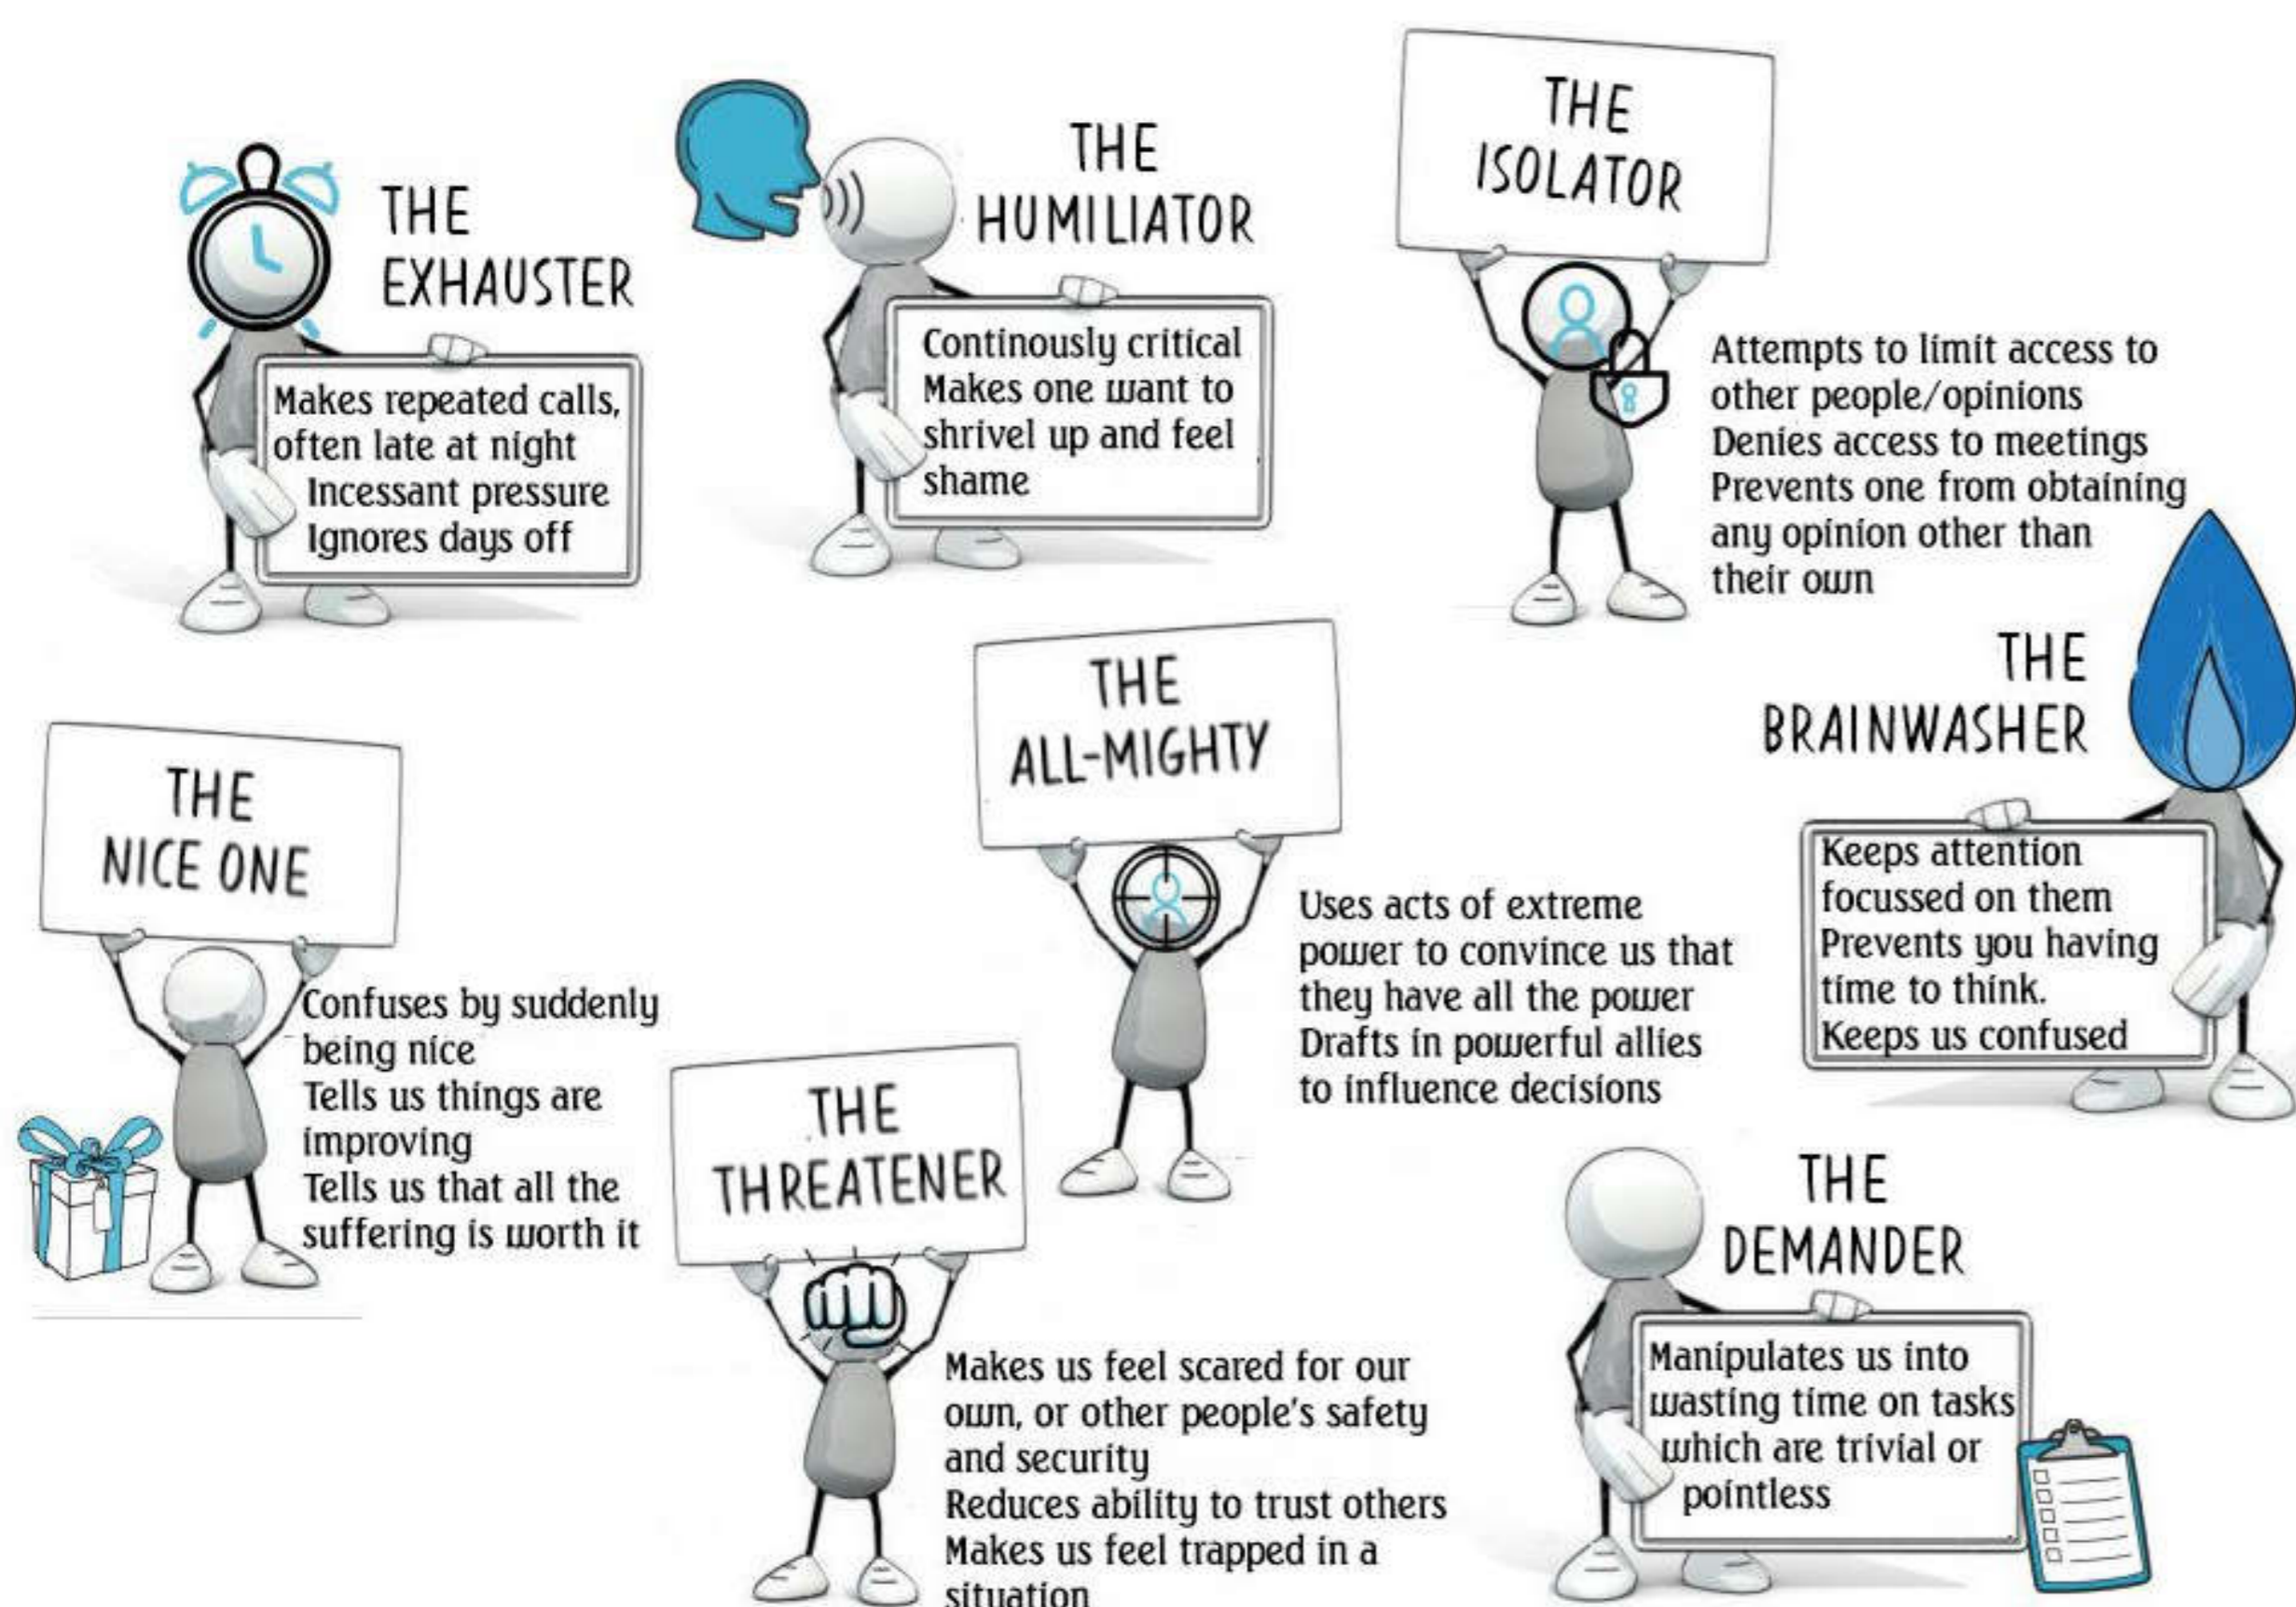 THE
EXHAUSTER
Makes repeated calls,
often late at night
Incessant pressure
Ignores days off
THE
HUMILIATOR
Continously critical
Makes one want to
shrivel up and feel
shame
THE
ISOLATOR
Attempts to limit access to
other people/opinions
Denies access to meetings
Prevents one from obtaining
any opinion other than
their own
THE
NICE ONE
Confuses by suddenly
being nice
Tells us things are
improving
Tells us that all the
suffering is worth it
THE
ALL-MIGHTY
Uses acts of extreme
power to convince us that
they have all the power
Drafts in powerful allies
to influence decisions
THE
BRAINWASHER
Keeps attention
focussed on them
Prevents you having
time to think.
Keeps us confused
THE
THREATENER
Makes us feel scared for our
own, or other people's safety
and security
Reduces ability to trust others
Makes us feel trapped in a
situation
THE
DEMANDER
Manipulates us into
wasting time on tasks
which are trivial or
pointless